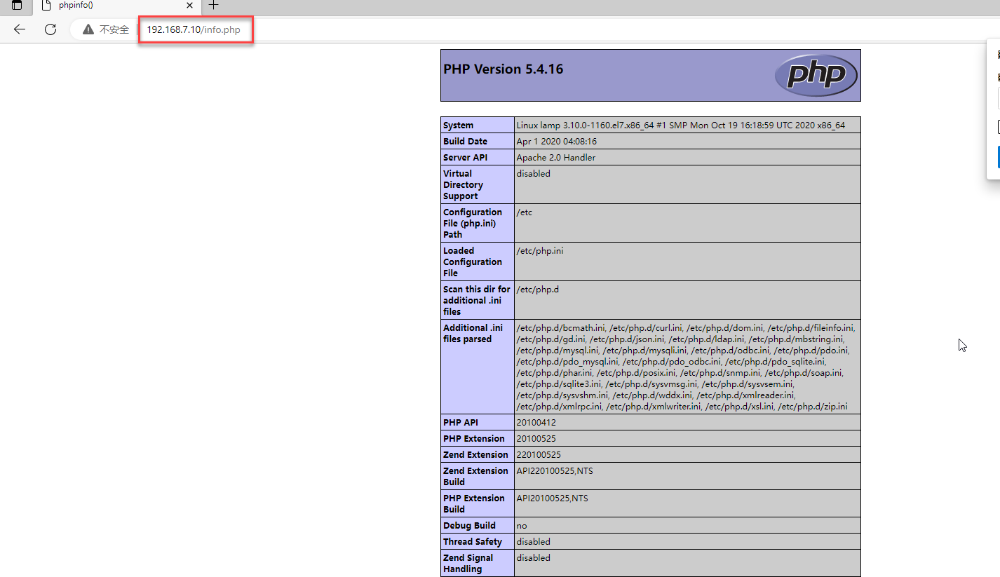 phpinfo()
不安全
192.168.7.10/info.php
PHP Version 5.4.16
php
System
Linux lamp 3.10.0-1160.el7.x86_64 #1 SMP Mon Oct 19 16:18:59 UTC 2020 x86_64
Build Date
Apr 1 2020 04:08:16
Server API
Apache 2.0 Handler
Virtual
Directory
Support
disabled
Configuration
File (php.ini)
Path
/etc
Loaded
Configuration
File
/etc/php.ini
Scan this dir for
additional .ini
files
/etc/php.d
Additional .ini
files parsed
/etc/php.d/bcmath.ini, /etc/php.d/curl.ini, /etc/php.d/dom.ini, /etc/php.d/fileinfo.ini,
/etc/php.d/gd.ini, /etc/php.d/json.ini, /etc/php.d/ldap.ini, /etc/php.d/mbstring.ini,
/etc/php.d/mysql.ini, /etc/php.d/mysqli.ini, /etc/php.d/odbc.ini, /etc/php.d/pdo.ini,
/etc/php.d/pdo_mysql.ini, /etc/php.d/pdo_odbc.ini, /etc/php.d/pdo_sqlite.ini,
/etc/php.d/phar.ini, /etc/php.d/posix.ini, /etc/php.d/snmp.ini, /etc/php.d/soap.ini,
/etc/php.d/sqlite3.ini, /etc/php.d/sysvmsg.ini, /etc/php.d/sysvsem.ini,
/etc/php.d/sysvshm.ini, /etc/php.d/wddx.ini, /etc/php.d/xmlreader.ini,
/etc/php.d/xmlrpc.ini, /etc/php.d/xmlwriter.ini, /etc/php.d/xsl.ini, /etc/php.d/zip.ini
PHP API
20100412
PHP Extension
20100525
Zend Extension
220100525
Zend Extension
Build
API220100525,NTS
PHP Extension
Build
API20100525,NTS
Debug Build
no
Thread Safety
disabled
Zend Signal
Handling
disabled